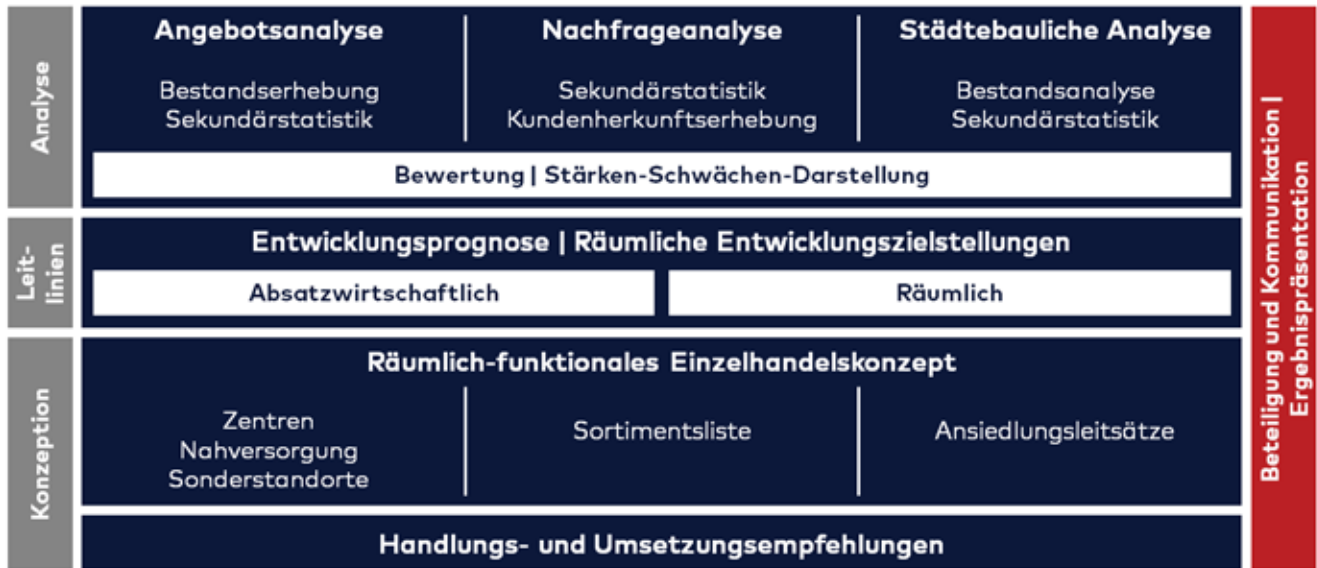 Analyse
Angebotsanalyse
Bestandserhebung
Sekundärstatistik
Nachfrageanalyse
Sekundärstatistik
Kundenherkunftserhebung
Städtebauliche Analyse
Bestandsanalyse
Sekundärstatistik
Bewertung | Stärken-Schwächen-Darstellung
Leit-
linien
Entwicklungsprognose | Räumliche Entwicklungszielstellungen
Absatzwirtschaftlich
Räumlich
Konzeption
Räumlich-funktionales Einzelhandelskonzept
Zentren
Nahversorgung
Sonderstandorte
Sortimentsliste
Ansiedlungsleitsätze
Handlungs- und Umsetzungsempfehlungen
Beteiligung und Kommunikation |
Ergebnispräsentation